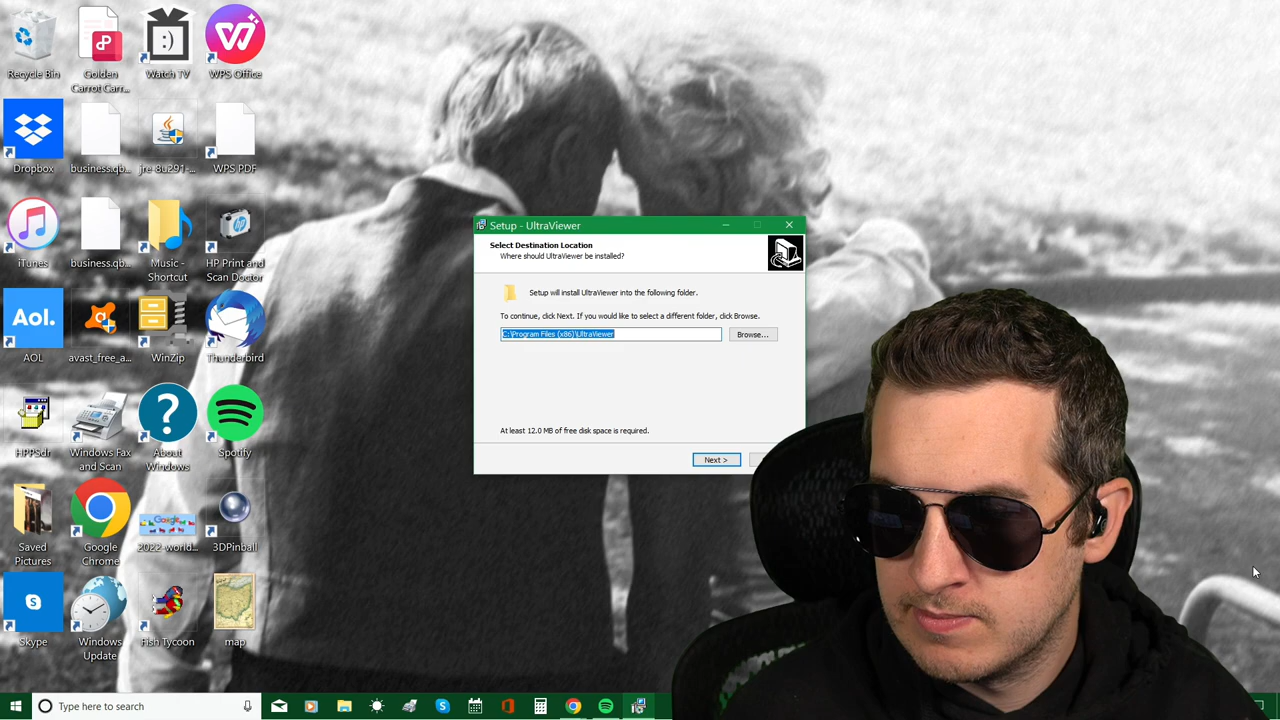 Recycle Bin
Golden
Carrot Carr...
Watch TV
WPS Office
Dropbox
business.qb...
jre-8u291-...
WPS PDF
iTunes
business.qb...
Music -
Shortcut
HP Print and
Scan Doctor
Aol.
AOL
avast_free_a...
WinZip
Thunderbird
HPPSdr
Windows Fax
and Scan
About
Windows
Spotify
Saved
Pictures
Google
Chrome
Google
2022-world...
3DPinball
Skype
Windows
Update
Fish Tycoon
map
Setup - UltraViewer
Select Destination Location
Where should UltraViewer be installed?
Setup will install UltraViewer into the following folder.
To continue, click Next. If you would like to select a different folder, click Browse.
C:\Program Files (x86)\UltraViewer
Browse...
At least 12.0 MB of free disk space is required.
Next >
Type here to search